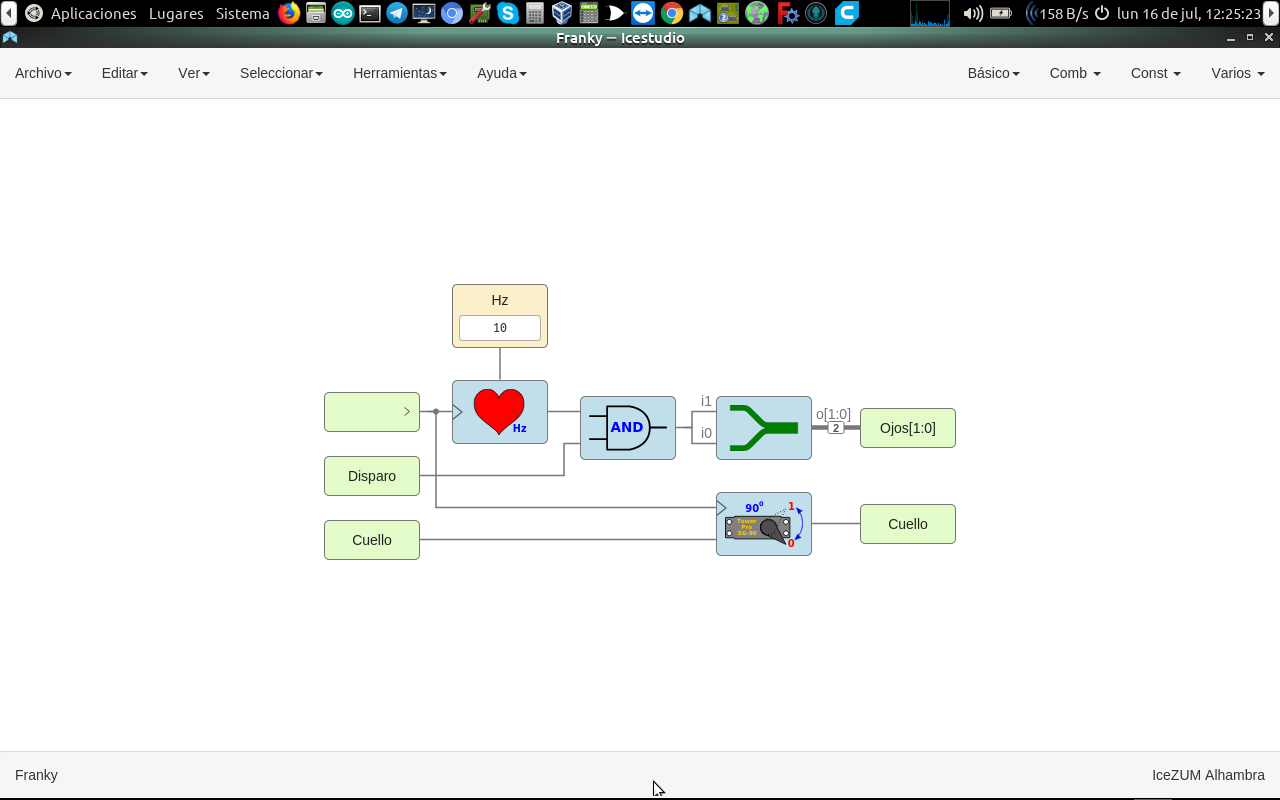 Aplicaciones Lugares Sistema 158 B/s lun 16 de jul, 12:25:23
Franky — Icestudio
Archivo Editar Ver Seleccionar Herramientas Ayuda Básico Comb Const Varios
Hz
10
Hz
AND
i1
i0
o[1:0]
2
Ojos[1:0]
Disparo
Cuello
90º
1
Tower
Pro
SG-90
0
Cuello
Franky IceZUM Alhambra